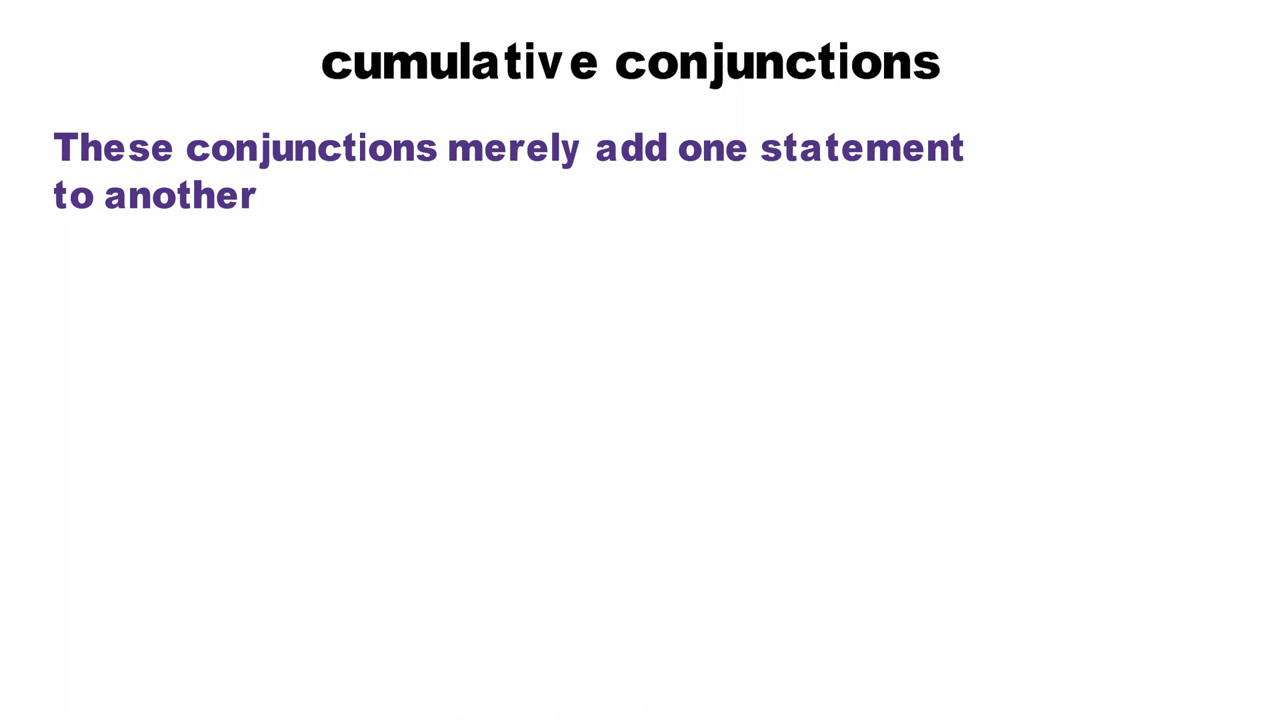 cumulative conjunctions
These conjunctions merely add one statement
to another